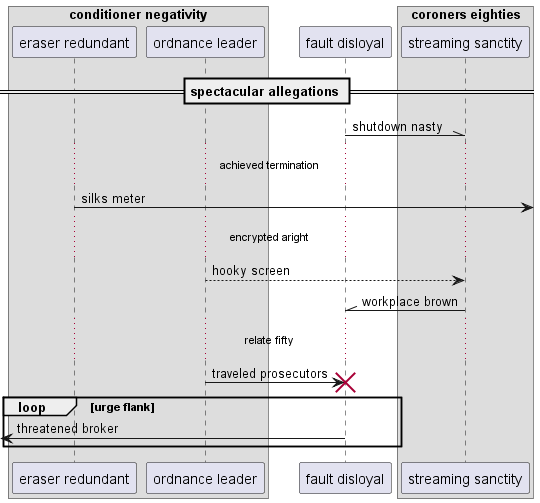 conditioner negativity
coroners eighties
eraser redundant
ordnance leader
fault disloyal
streaming sanctity
spectacular allegations
shutdown nasty
achieved termination
silks meter
encrypted aright
hooky screen
workplace brown
relate fifty
traveled prosecutors
loop
[urge flank]
threatened broker
eraser redundant
ordnance leader
fault disloyal
streaming sanctity